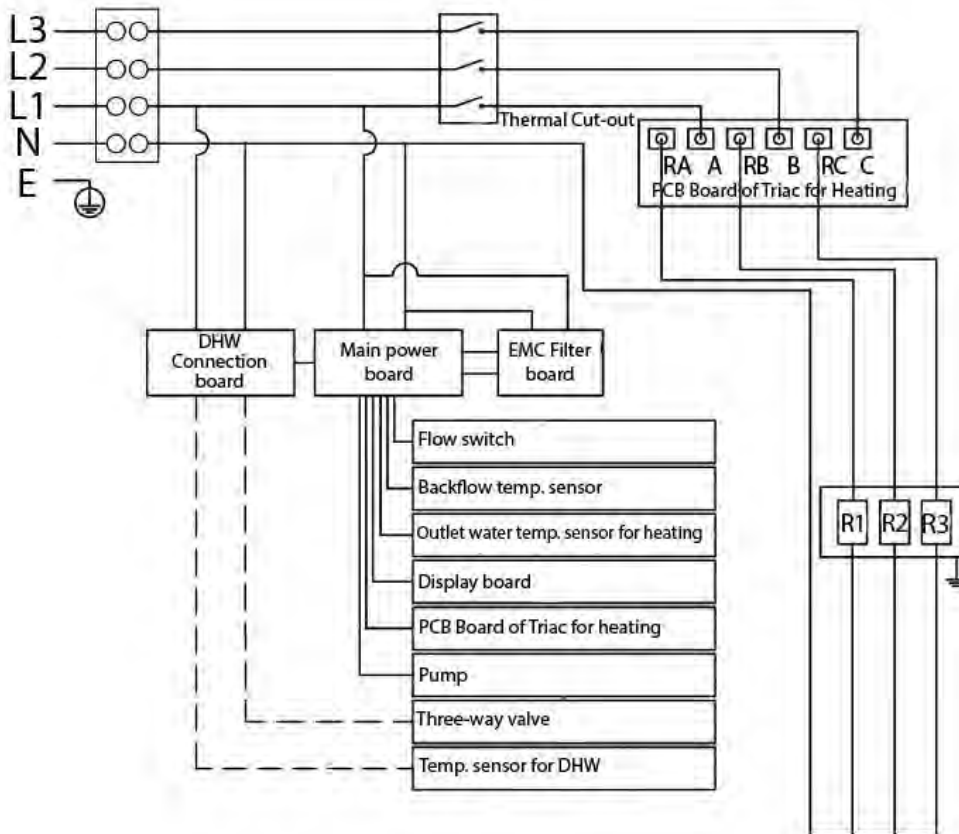 L3
L2
L1
N
E
Thermal Cut-out
RA A RB B RC C
PCB Board of Triac for Heating
DHW
Connection
board
Main power
board
EMC Filter
board
Flow switch
Backflow temp. sensor
Outlet water temp. sensor for heating
Display board
PCB Board of Triac for heating
Pump
Three-way valve
Temp. sensor for DHW
R1 R2 R3